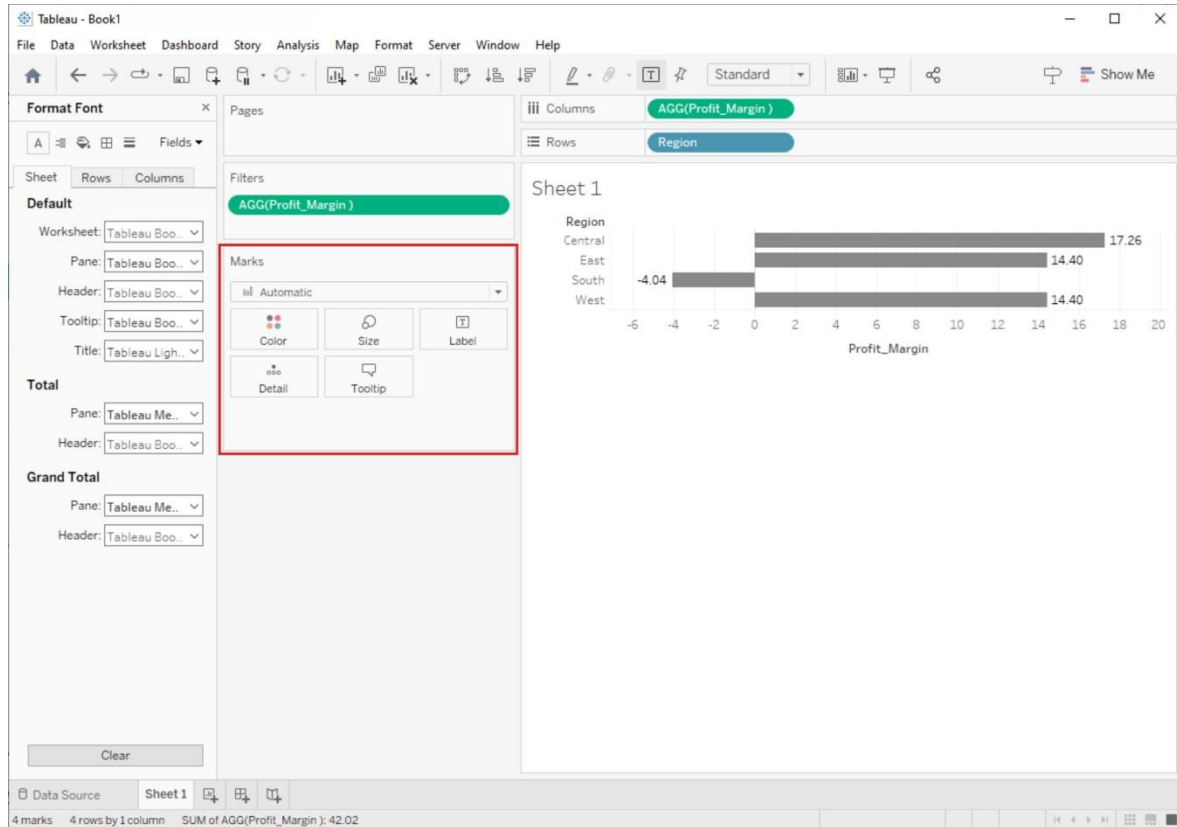 Tableau - Book1
File Data Worksheet Dashboard Story Analysis Map Format Server Window Help
Standard
Show Me
Format Font
A
Fields
Sheet Rows Columns
Default
Worksheet: Tableau Boo..
Pane: Tableau Boo..
Header: Tableau Boo..
Tooltip: Tableau Boo..
Title: Tableau Ligh..
Total
Pane: Tableau Me..
Header: Tableau Boo..
Grand Total
Pane: Tableau Me..
Header: Tableau Boo..
Clear
Pages
Filters
AGG(Profit_Margin )
Marks
Automatic
Color Size Label
Detail Tooltip
Columns AGG(Profit_Margin )
Rows Region
Sheet 1
Region
Central 17.26
East 14.40
South -4.04
West 14.40
-6 -4 -2 0 2 4 6 8 10 12 14 16 18 20
Profit_Margin
Data Source Sheet 1
4 marks 4 rows by 1 column SUM of AGG(Profit_Margin ): 42.02